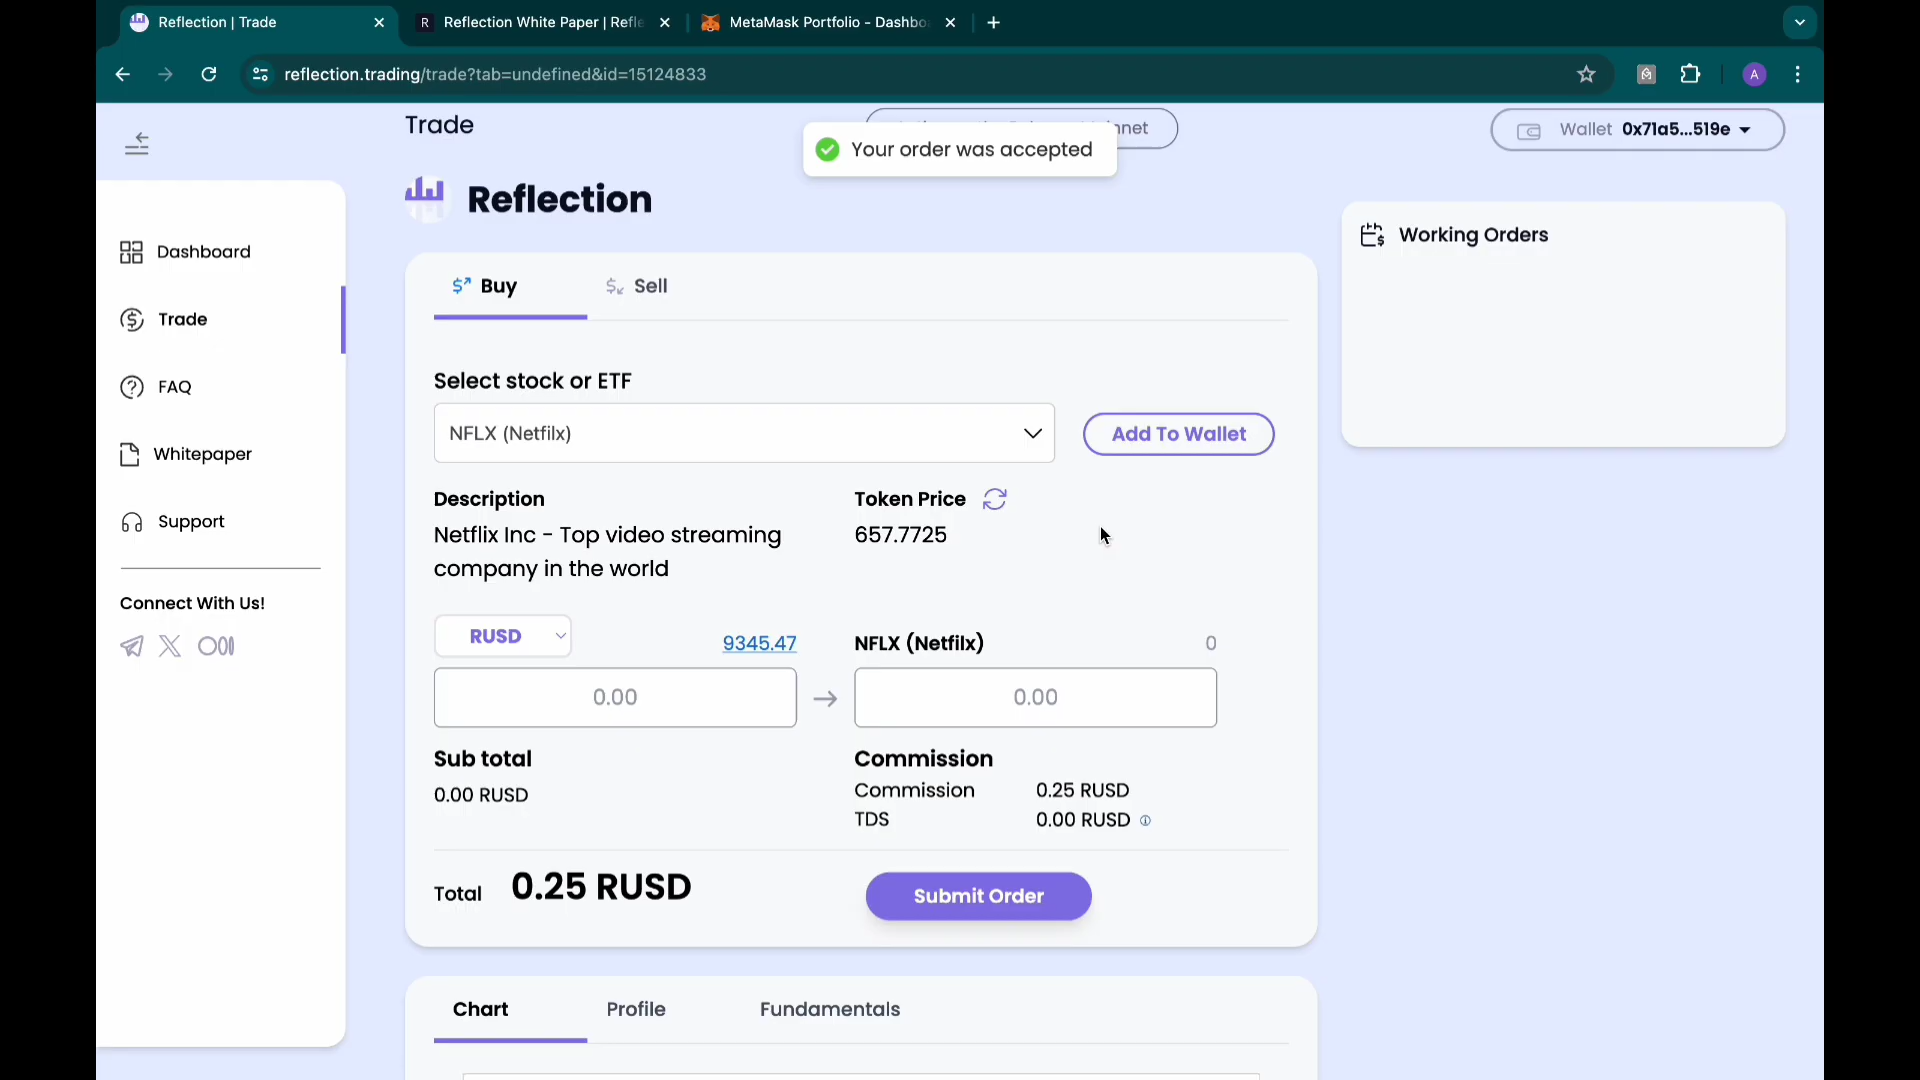 Reflection | Trade
Reflection White Paper | Refle
MetaMask Portfolio - Dashbo
reflection.trading/trade?tab=undefined&id=15124833
A
Trade
Your order was accepted
Wallet 0x71a5...519e
Reflection
Working Orders
Dashboard
Trade
FAQ
Whitepaper
Support
Connect With Us!
Buy
Sell
Select stock or ETF
NFLX (Netfilx)
Add To Wallet
Description
Token Price
Netflix Inc - Top video streaming
company in the world
657.7725
RUSD
9345.47
NFLX (Netfilx)
0
0.00
0.00
Sub total
0.00 RUSD
Commission
Commission 0.25 RUSD
TDS 0.00 RUSD
Total 0.25 RUSD
Submit Order
Chart
Profile
Fundamentals